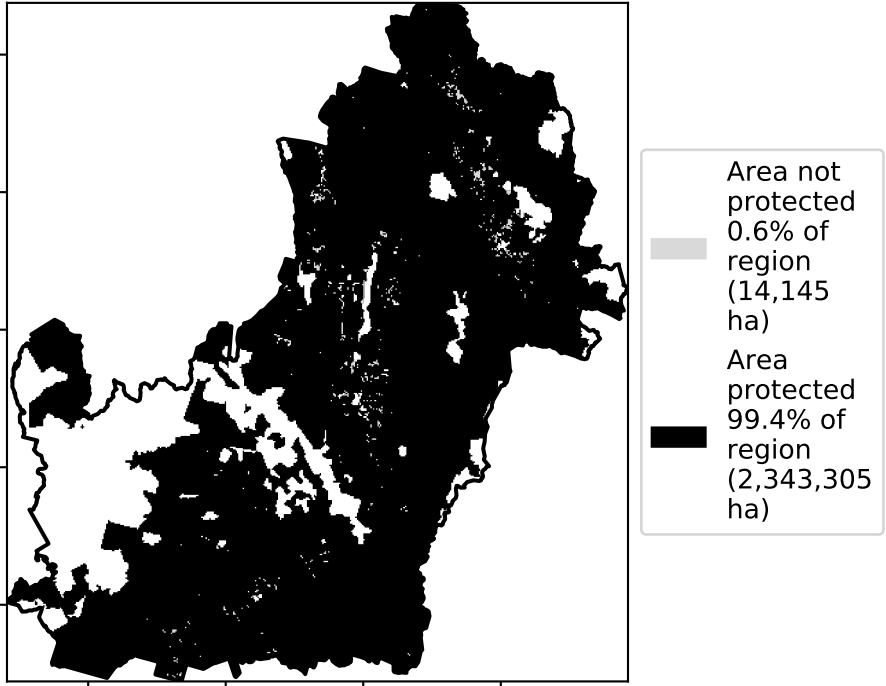 Area not
protected
0.6% of
region
(14,145
ha)
Area
protected
99.4% of
region
(2,343,305
ha)